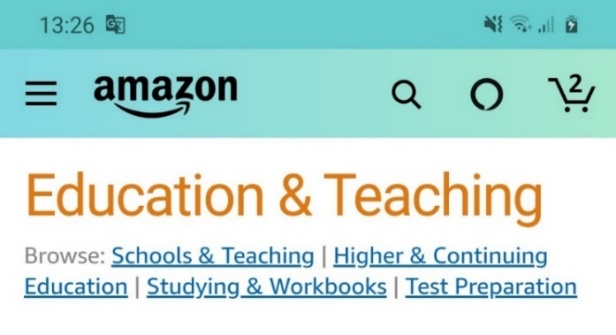 13:26
amazon
2
Education & Teaching
Browse: Schools & Teaching | Higher & Continuing
Education | Studying & Workbooks | Test Preparation